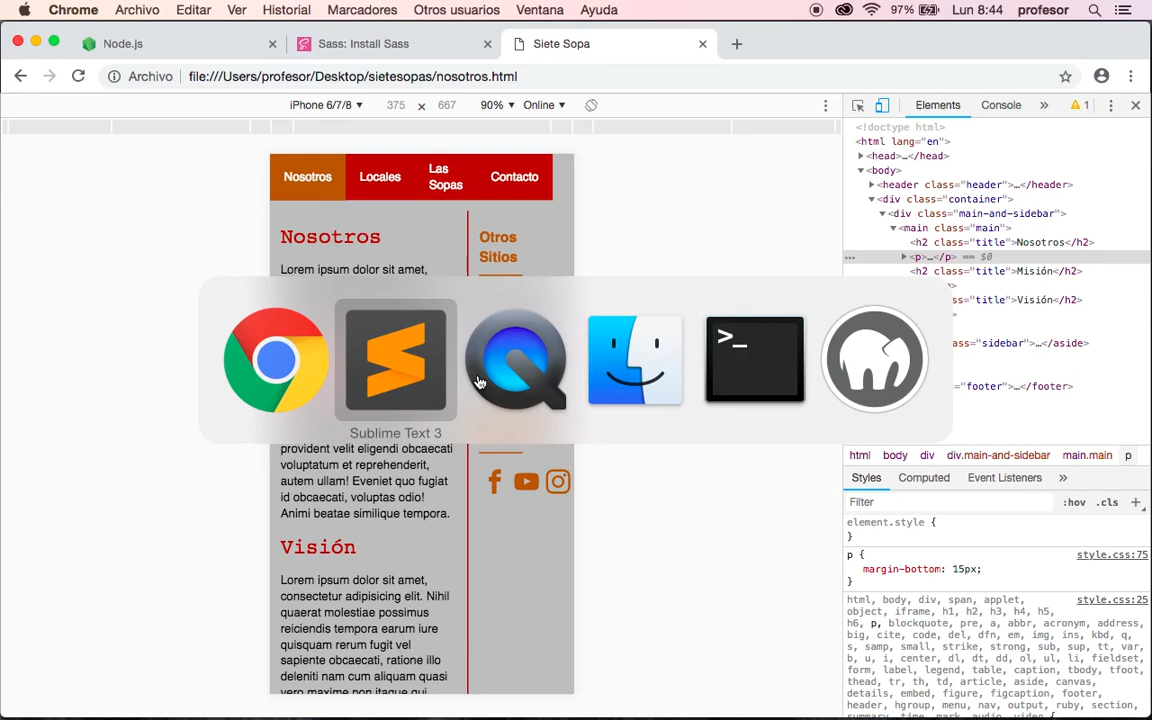 Chrome Archivo Editar Ver Historial Marcadores Otros usuarios Ventana Ayuda 97% Lun 8:44 profesor
Node.js Sass: Install Sass Siete Sopa
Archivo file:///Users/profesor/Desktop/sietesopas/nosotros.html
iPhone 6/7/8 ▼ 375 x 667 90% ▼ Online ▼
Elements Console » 1
Nosotros Locales Las Sopas Contacto
Nosotros
Lorem ipsum dolor sit amet,
Otros
Sitios
Sublime Text 3
provident velit eligendi obcaecati
voluptatum et reprehenderit,
autem ullam! Eveniet quo fugiat
id obcaecati, voluptas odio!
Animi beatae similique tempora.
Visión
Lorem ipsum dolor sit amet,
consectetur adipisicing elit. Nihil
quaerat molestiae possimus
reiciendis tempora earum iure
quisquam rerum fugit vel
sapiente obcaecati, ratione illo
deleniti nam cum aliquam quasi
vero maxime non itaque qui
<!doctype html>
<html lang="en">
<head>…</head>
<body>
<header class="header">…</header>
<div class="container">
<div class="main-and-sidebar">
<main class="main">
<h2 class="title">Nosotros</h2>
<p>…</p> == $0
<h2 class="title">Misión</h2>
>
="title">Visión</h2>
>
sidebar">…</aside>
"footer">…</footer>
html body div div.main-and-sidebar main.main p
Styles Computed Event Listeners »
Filter :hov .cls +
element.style {
}
p { style.css:75
margin-bottom: 15px;
}
html, body, div, span, applet, style.css:25
object, iframe, h1, h2, h3, h4, h5,
h6, p, blockquote, pre, a, abbr, acronym, address,
big, cite, code, del, dfn, em, img, ins, kbd, q,
s, samp, small, strike, strong, sub, sup, tt, var,
b, u, i, center, dl, dt, dd, ol, ul, li, fieldset,
form, label, legend, table, caption, tbody, tfoot,
thead, tr, th, td, article, aside, canvas,
details, embed, figure, figcaption, footer,
header, hgroup, menu, nav, output, ruby, section,
summary, time, mark, audio, video {